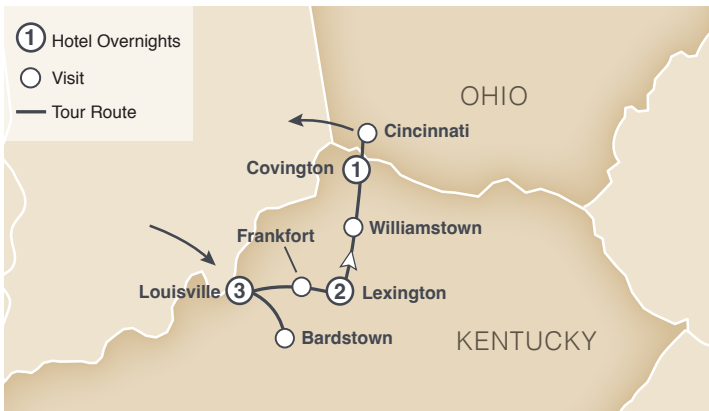 1 Hotel Overnights
Visit
Tour Route
OHIO
Cincinnati
Covington 1
Williamstown
Frankfort
Louisville 3 2 Lexington
Bardstown
KENTUCKY